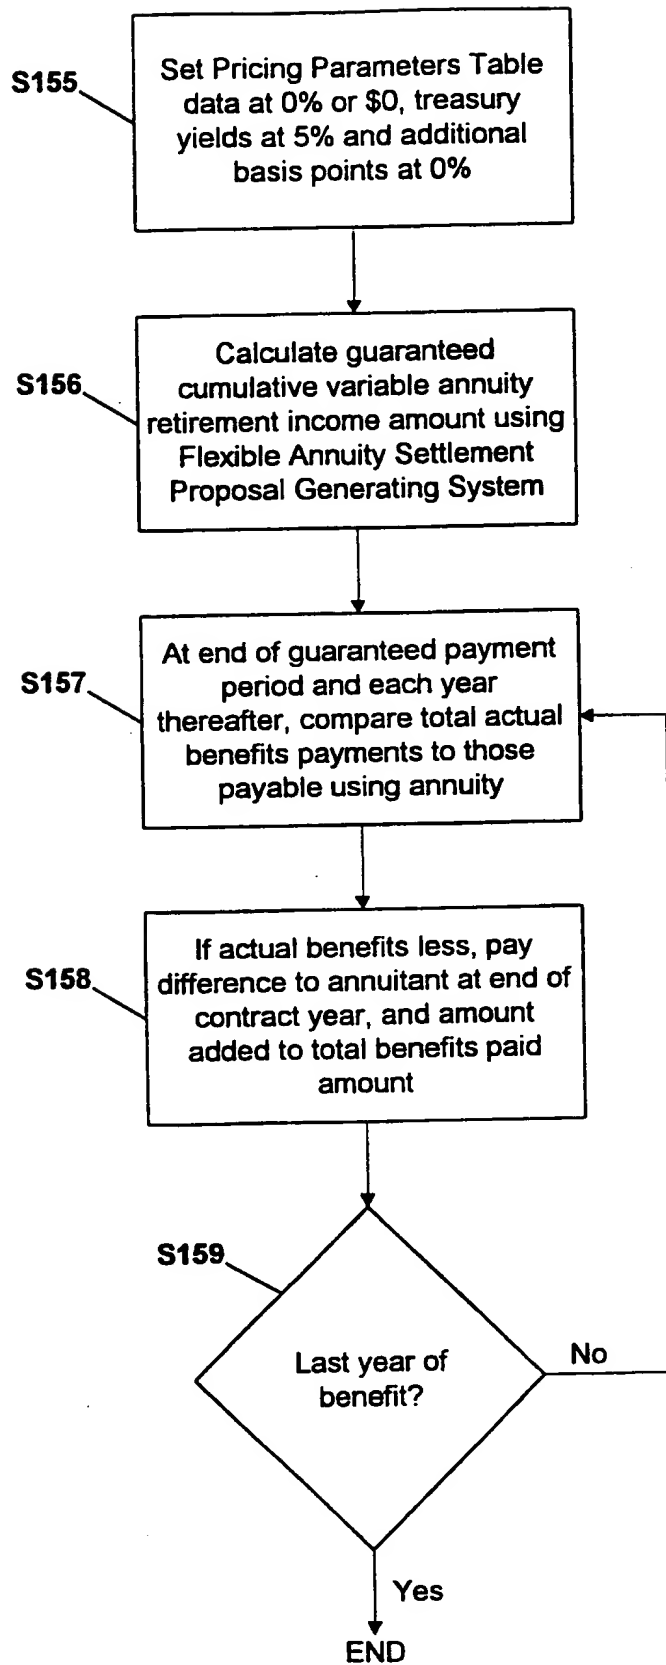 S155
Set Pricing Parameters Table
data at 0% or $0, treasury
yields at 5% and additional
basis points at 0%
S156
Calculate guaranteed
cumulative variable annuity
retirement income amount using
Flexible Annuity Settlement
Proposal Generating System
S157
At end of guaranteed payment
period and each year
thereafter, compare total actual
benefits payments to those
payable using annuity
S158
If actual benefits less, pay
difference to annuitant at end of
contract year, and amount
added to total benefits paid
amount
S159
Last year of
benefit?
No
Yes
END